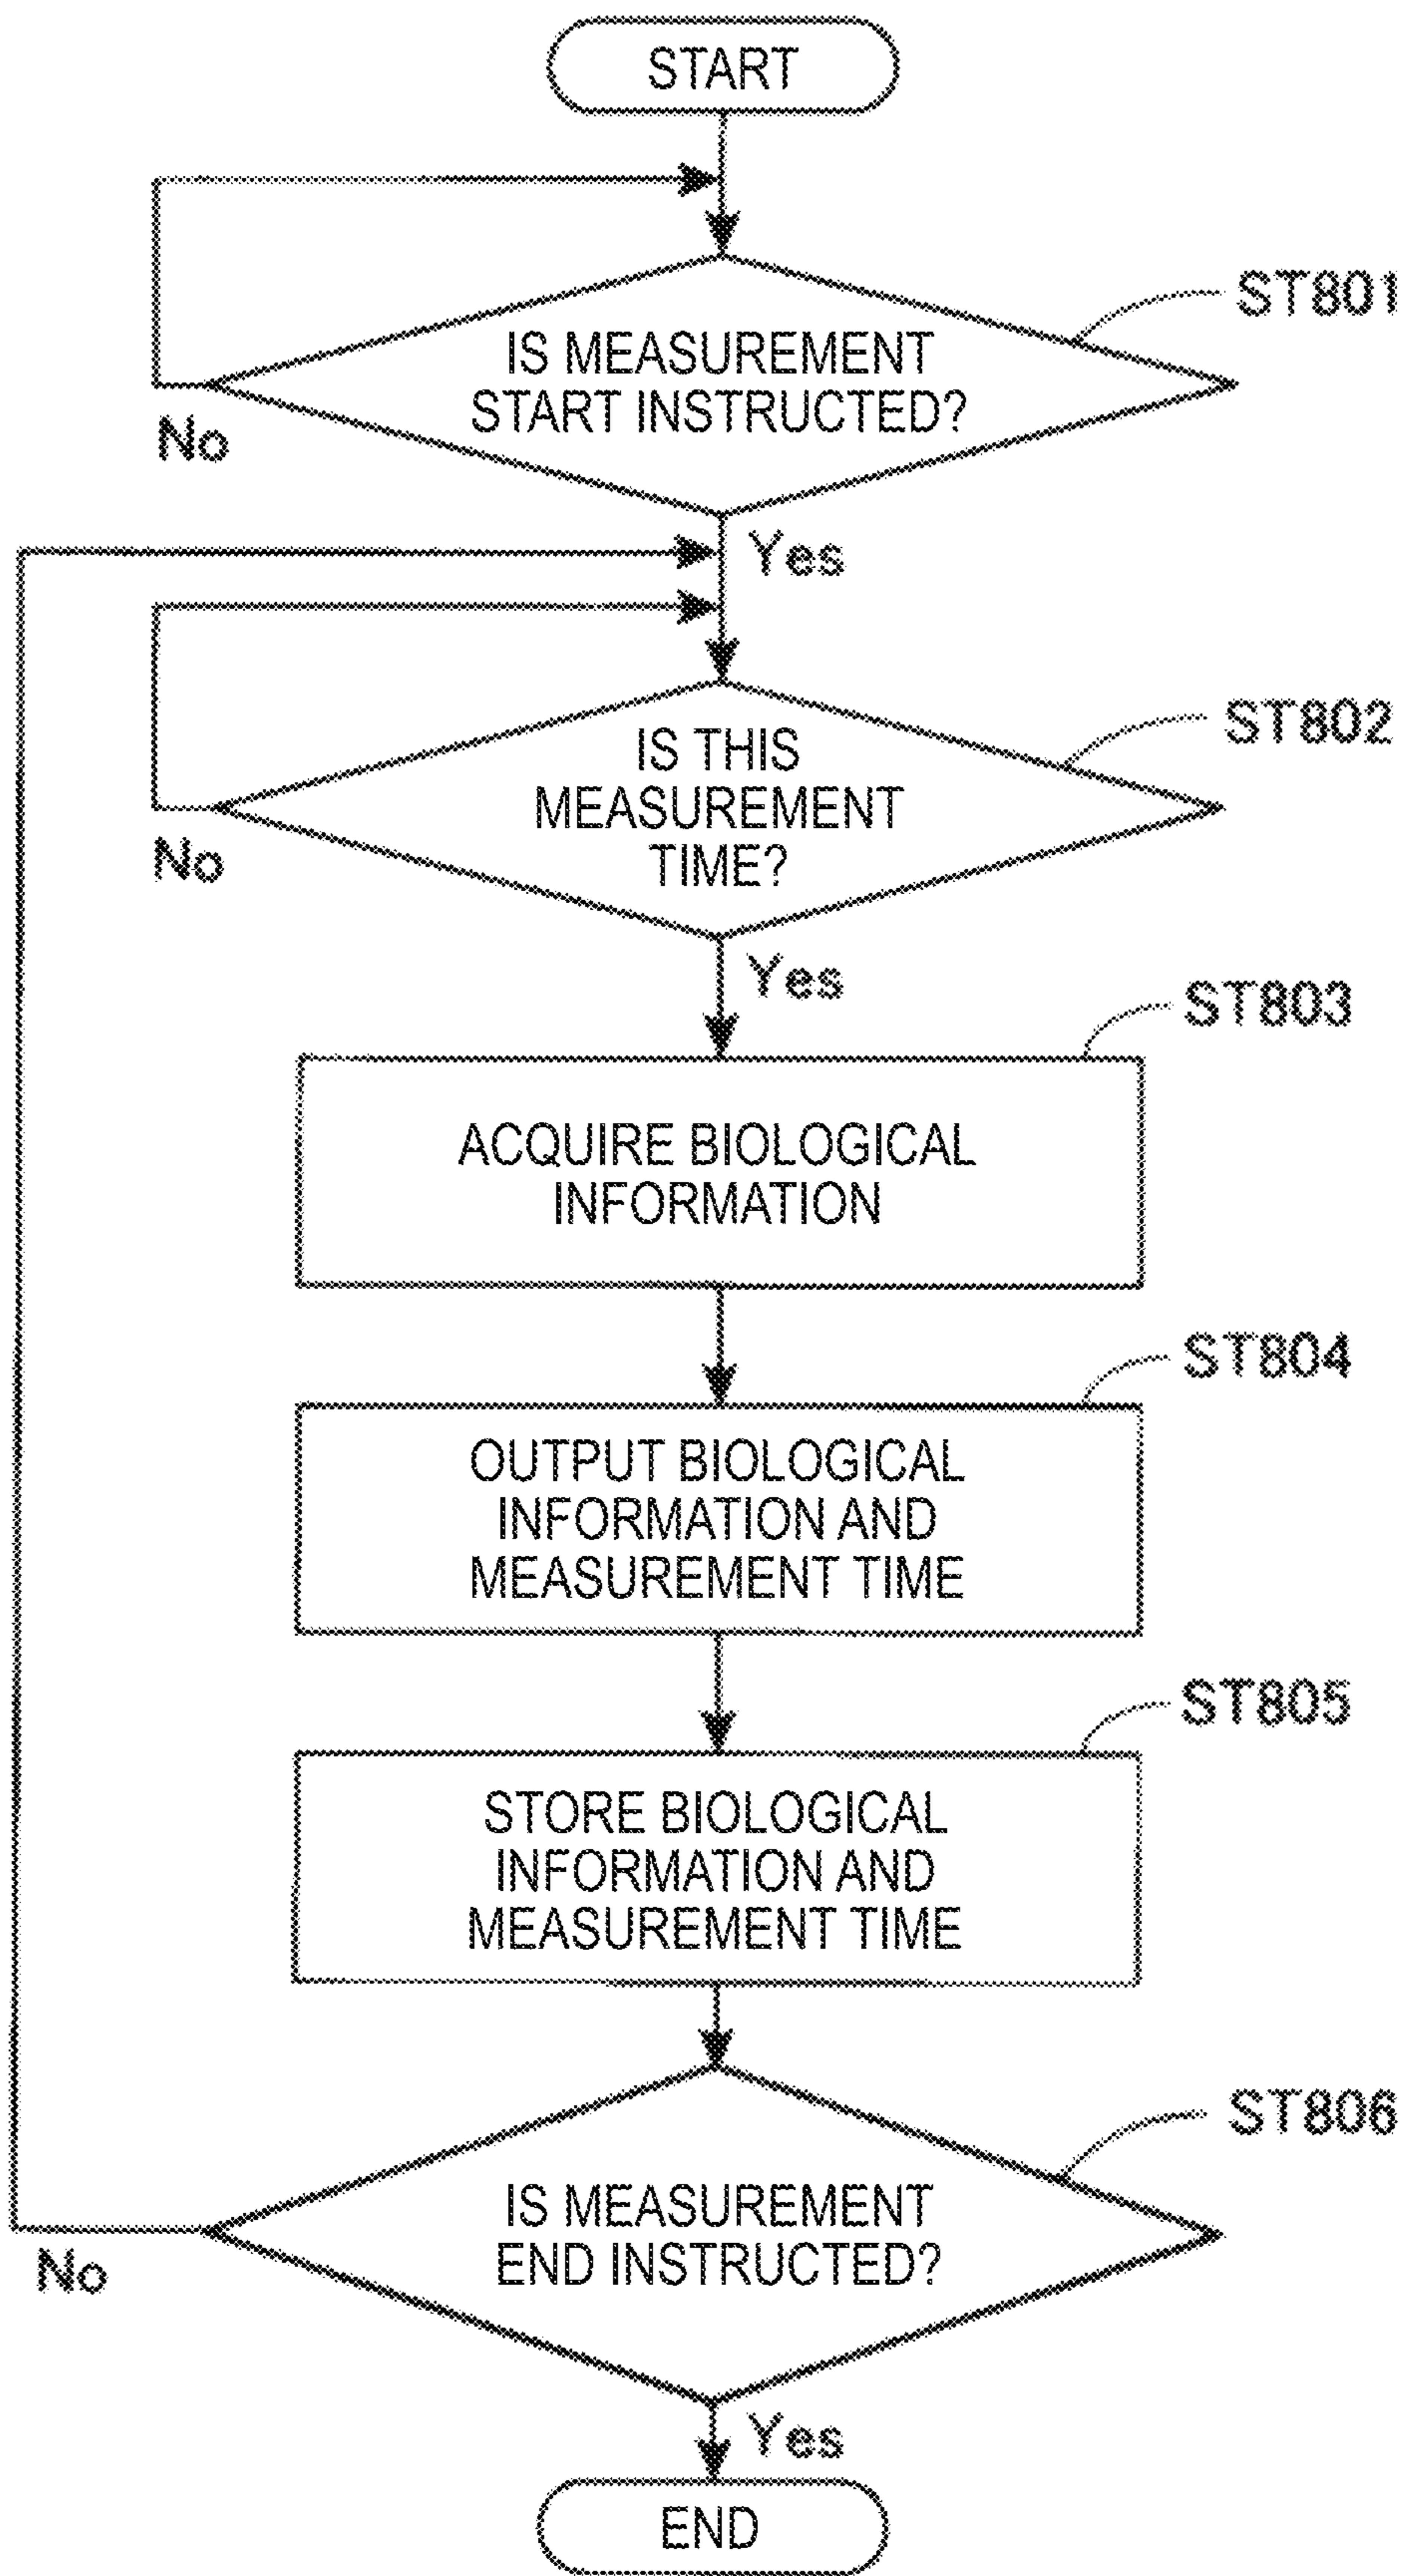 START
ST801
IS MEASUREMENT
START INSTRUCTED?
No
Yes
ST802
IS THIS
MEASUREMENT
TIME?
No
Yes
ST803
ACQUIRE BIOLOGICAL
INFORMATION
ST804
OUTPUT BIOLOGICAL
INFORMATION AND
MEASUREMENT TIME
ST805
STORE BIOLOGICAL
INFORMATION AND
MEASUREMENT TIME
ST806
IS MEASUREMENT
END INSTRUCTED?
No
Yes
END